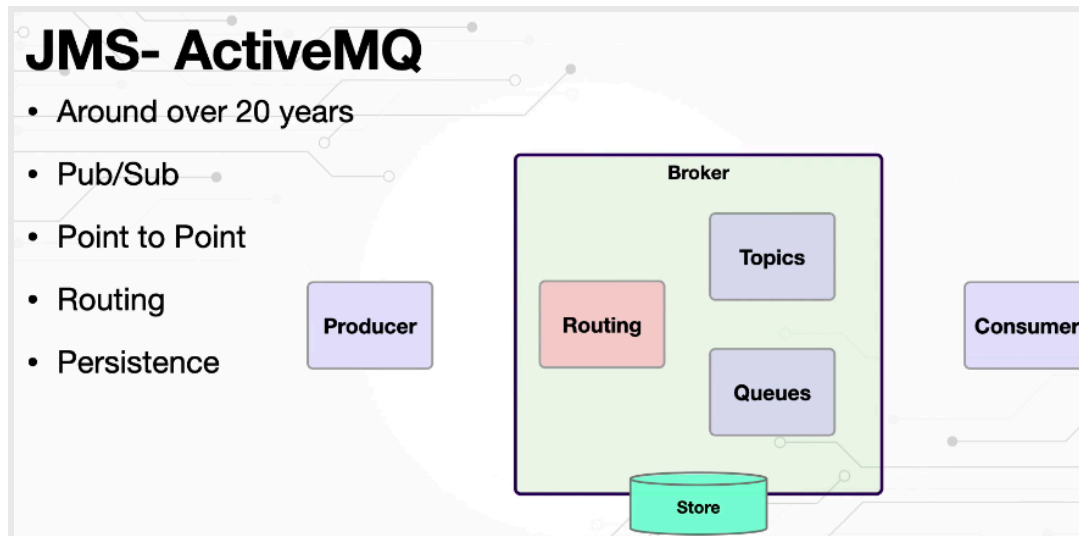 JMS- ActiveMQ
• Around over 20 years
• Pub/Sub
• Point to Point
• Routing
• Persistence
Broker
Topics
Producer
Routing
Consumer
Queues
Store